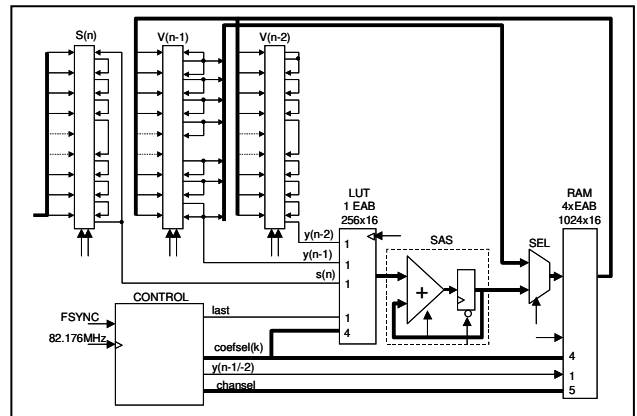 S(n)
V(n-1)
V(n-2)
LUT
1 EAB
256x16
RAM
4xEAB
1024x16
SAS
SEL
y(n-2)
1
y(n-1)
1
s(n)
1
+
CONTROL
FSYNC
82.176MHz
last
1
4
coefsel(k)
4
y(n-1/-2)
1
chansel
5